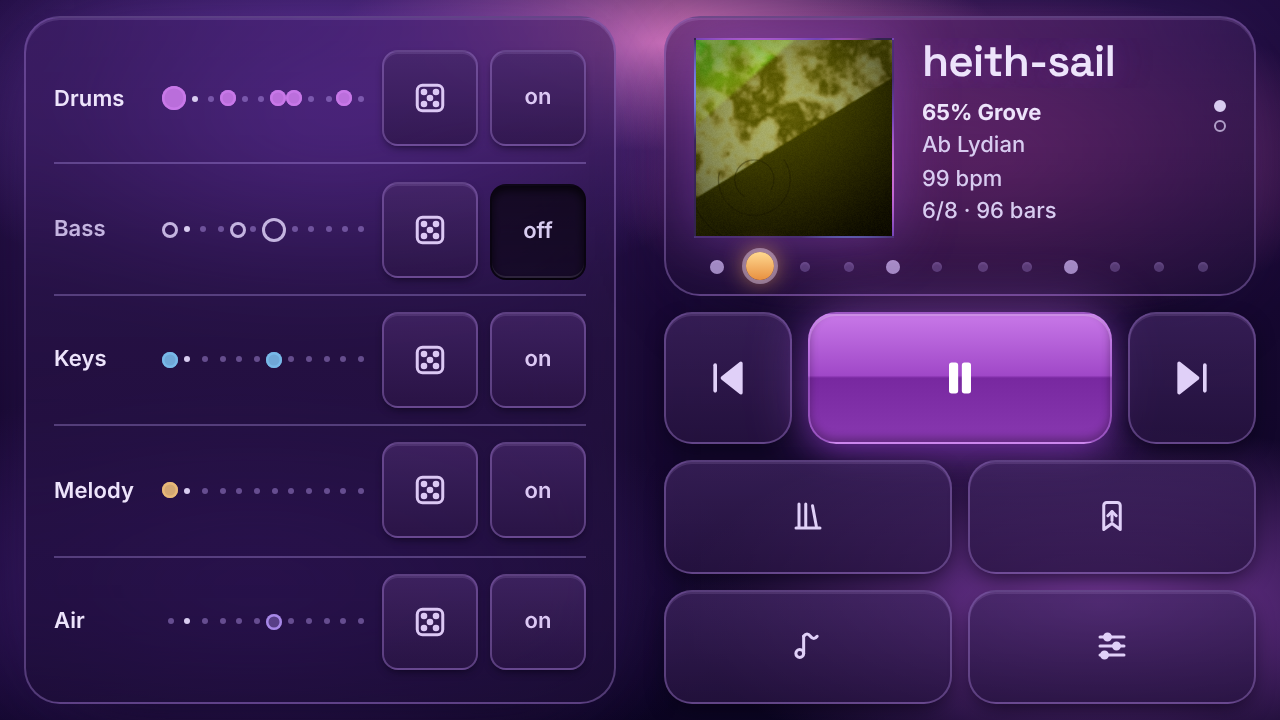 Drums
on
Bass
off
Keys
on
Melody
on
Air
on
heith-sail
65% Grove
Ab Lydian
99 bpm
6/8 · 96 bars